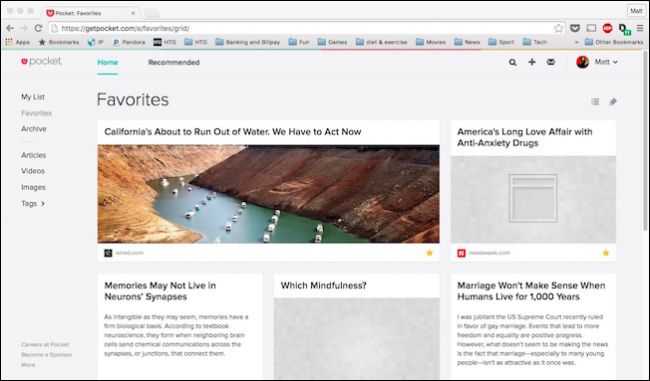 Pocket: Favorites
Matt
https://getpocket.com/a/favorites/grid/
Apps Bookmarks IP Pandora HTG HTG Banking and Billpay Fun Games diet & exercise Movies News Sport Tech » Other Bookmarks
pocket Home Recommended Matt
My List
Favorites
Archive
Articles
Videos
Images
Tags
Favorites
California's About to Run Out of Water. We Have to Act Now
wired.com
America's Long Love Affair with
Anti-Anxiety Drugs
newsweek.com
Memories May Not Live in
Neurons' Synapses
As intangible as they may seem, memories have a
firm biological basis. According to textbook
neuroscience, they form when neighboring brain
cells send chemical communications across the
synapses, or junctions, that connect them.
Which Mindfulness?
Marriage Won't Make Sense When
Humans Live for 1,000 Years
I was jubilant the US Supreme Court recently ruled
in favor of gay marriage. Events that lead to more
freedom and equality are positive progress.
However, what doesn't seem to be making the news
is the fact that marriage—especially to many young
people—isn't as attractive as it once was.
Careers at Pocket
Become a Sponsor
More